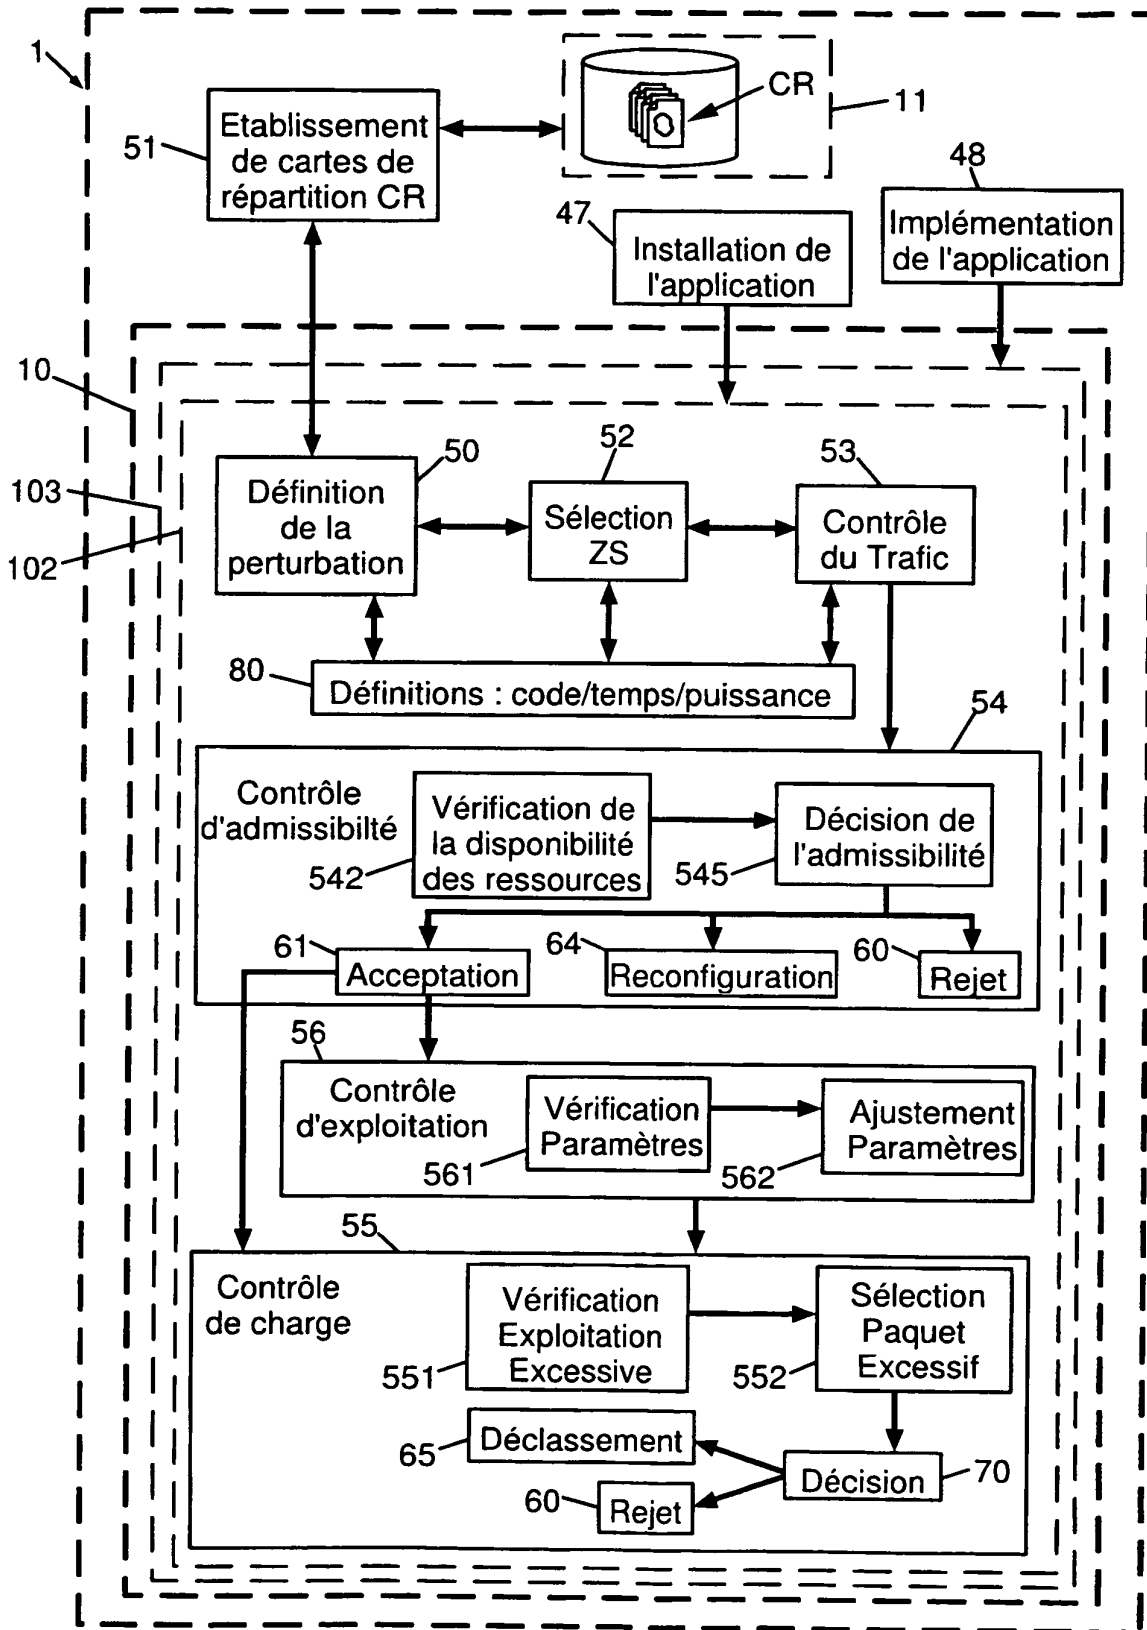 1
Etablissement
de cartes de
répartition CR
51
CR
11
47
Installation de
l'application
48
Implémentation
de l'application
10
103
102
50
Définition
de la
perturbation
52
Sélection
ZS
53
Contrôle
du Trafic
80
Définitions : code/temps/puissance
54
Contrôle
d'admissibilté
Vérification de
la disponibilité
des ressources
542
Décision de
l'admissibilité
545
61
Acceptation
64
Reconfiguration
60
Rejet
56
Contrôle
d'exploitation
Vérification
Paramètres
561
Ajustement
Paramètres
562
55
Contrôle
de charge
Vérification
Exploitation
Excessive
551
Sélection
Paquet
Excessif
552
Déclassement
65
Décision
70
60
Rejet